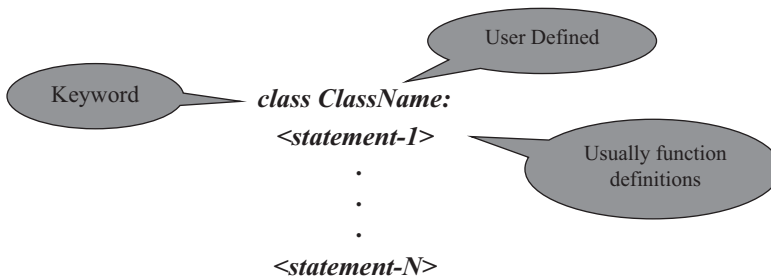 User Defined
Keyword
class ClassName:
<statement-1>
Usually function
definitions
.
.
.
<statement-N>